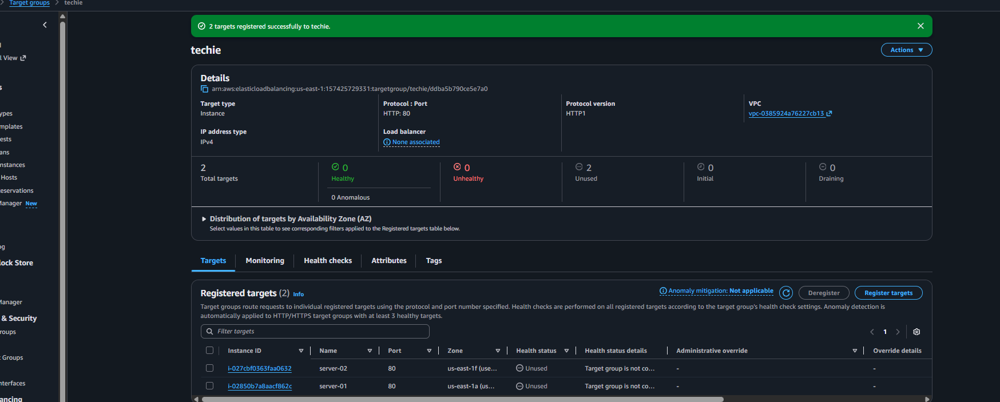 Target groups > techie
l View
s
ypes
mplates
ests
ans
nstances
Hosts
eservations
Manager New
og
lock Store
Manager
& Security
roups
t Groups
nterfaces
ancing
2 targets registered successfully to techie.
techie
Actions
Details
arn:aws:elasticloadbalancing:us-east-1:157425729331:targetgroup/techie/ddba5b790ce5e7a0
Target type
Instance
Protocol : Port
HTTP: 80
Protocol version
HTTP1
VPC
vpc-0385924a76227cb13
IP address type
IPv4
Load balancer
None associated
2
Total targets
0
Healthy
0 Anomalous
0
Unhealthy
2
Unused
0
Initial
0
Draining
Distribution of targets by Availability Zone (AZ)
Select values in this table to see corresponding filters applied to the Registered targets table below.
Targets Monitoring Health checks Attributes Tags
Registered targets (2) Info
Anomaly mitigation: Not applicable
Deregister
Register targets
Target groups route requests to individual registered targets using the protocol and port number specified. Health checks are performed on all registered targets according to the target group's health check settings. Anomaly detection is
automatically applied to HTTP/HTTPS target groups with at least 3 healthy targets.
Filter targets
1
Instance ID Name Port Zone Health status Health status details Administrative override Override details
i-027cbf0363faa0632 server-02 80 us-east-1f (use... Unused Target group is not co... - -
i-02850b7a8aacf862c server-01 80 us-east-1a (us... Unused Target group is not co... - -